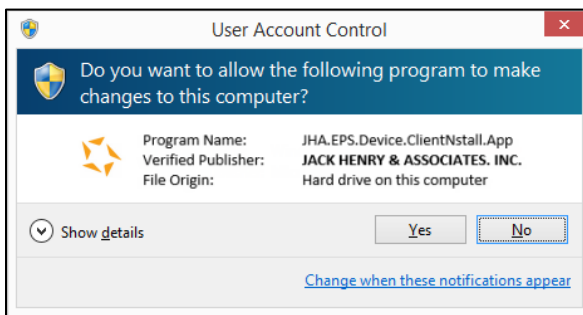 User Account Control
Do you want to allow the following program to make
changes to this computer?
Program Name: JHA.EPS.Device.ClientNstall.App
Verified Publisher: JACK HENRY & ASSOCIATES. INC.
File Origin: Hard drive on this computer
Show details
Yes
No
Change when these notifications appear